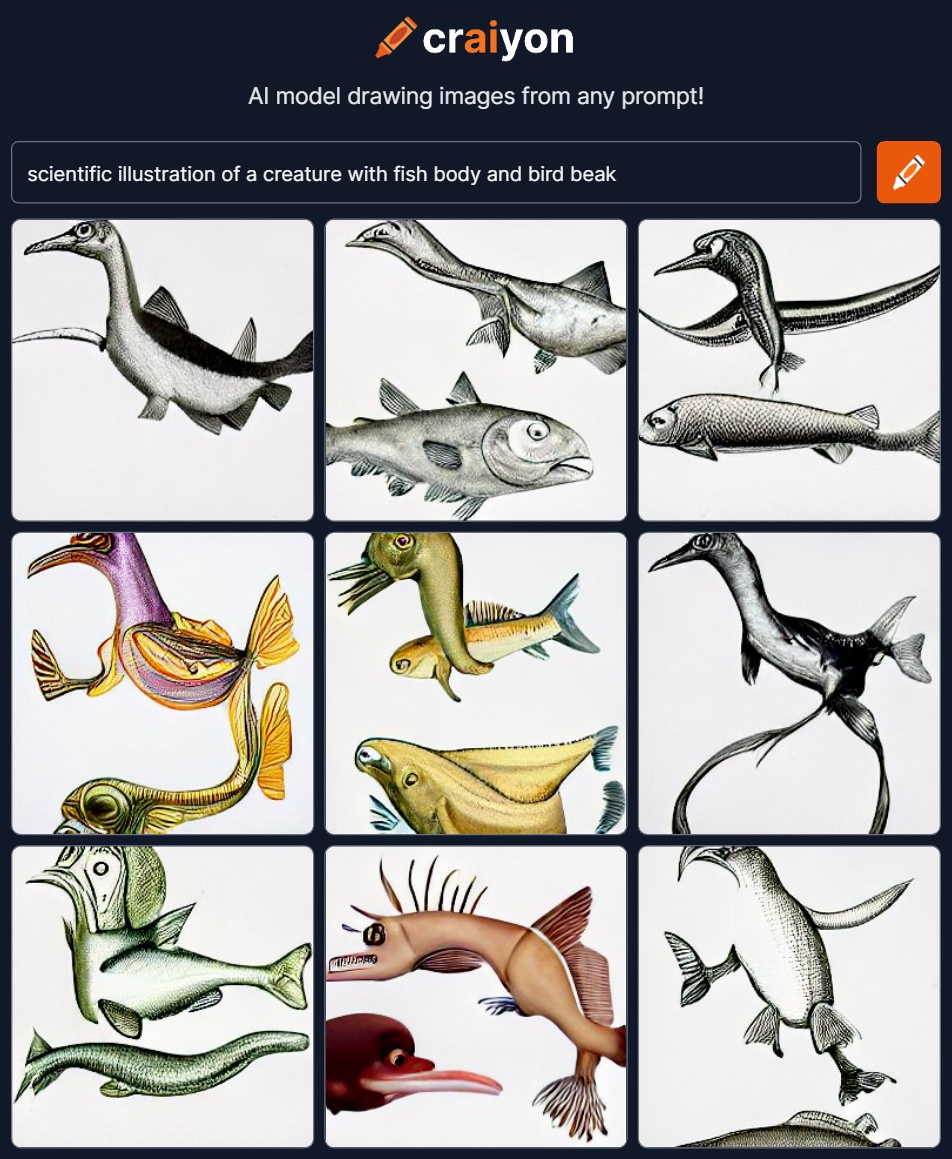 craiyon
AI model drawing images from any prompt!
scientific illustration of a creature with fish body and bird beak